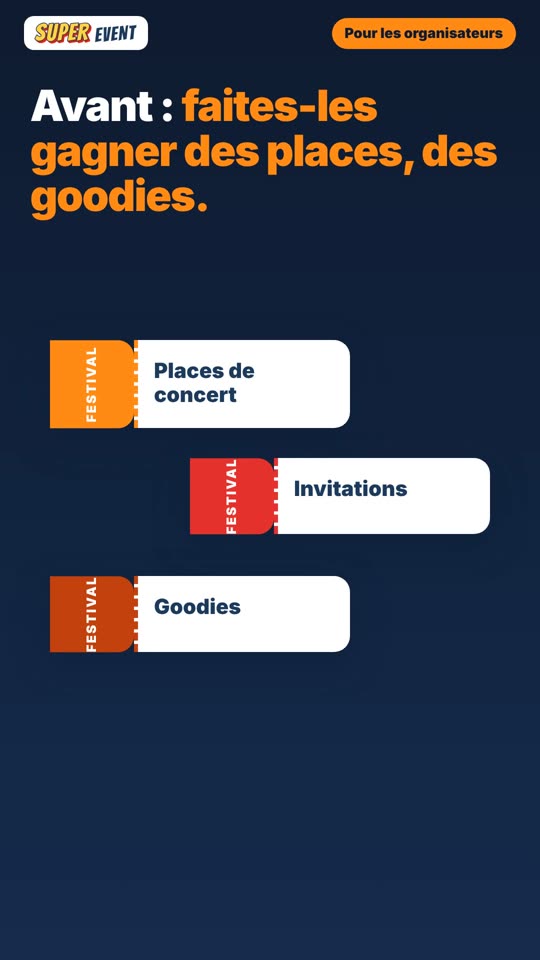 SUPER EVENT
Pour les organisateurs
Avant : faites-les
gagner des places, des
goodies.
FESTIVAL
Places de
concert
FESTIVAL
Invitations
FESTIVAL
Goodies